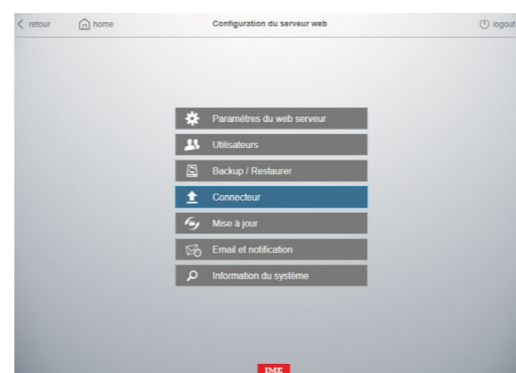 retour home Configuration du serveur web logout
Paramètres du web serveur
Utilisateurs
Backup / Restaurer
Connecteur
Mise à jour
Email et notification
Information du système
IME